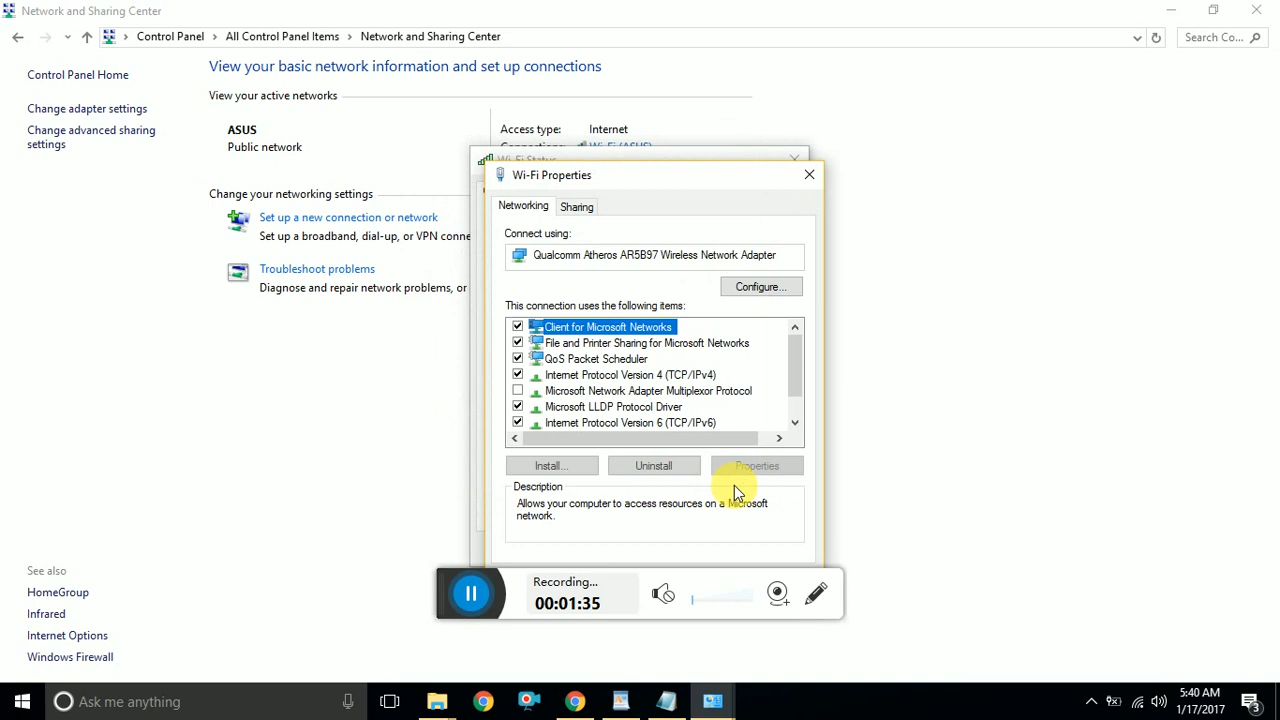 Network and Sharing Center
Control Panel
All Control Panel Items
Network and Sharing Center
Search Co...
Control Panel Home
Change adapter settings
Change advanced sharing
settings
View your basic network information and set up connections
View your active networks
ASUS
Public network
Access type:
Internet
Connections:
Wi-Fi (ASUS)
Change your networking settings
Set up a new connection or network
Set up a broadband, dial-up, or VPN conne
Troubleshoot problems
Diagnose and repair network problems, or
Wi-Fi Status
Wi-Fi Properties
Networking
Sharing
Connect using:
Qualcomm Atheros AR5B97 Wireless Network Adapter
Configure...
This connection uses the following items:
Client for Microsoft Networks
File and Printer Sharing for Microsoft Networks
QoS Packet Scheduler
Internet Protocol Version 4 (TCP/IPv4)
Microsoft Network Adapter Multiplexor Protocol
Microsoft LLDP Protocol Driver
Internet Protocol Version 6 (TCP/IPv6)
Install...
Uninstall
Properties
Description
Allows your computer to access resources on a Microsoft
network.
Recording...
00:01:35
See also
HomeGroup
Infrared
Internet Options
Windows Firewall
Ask me anything
5:40 AM
1/17/2017
3